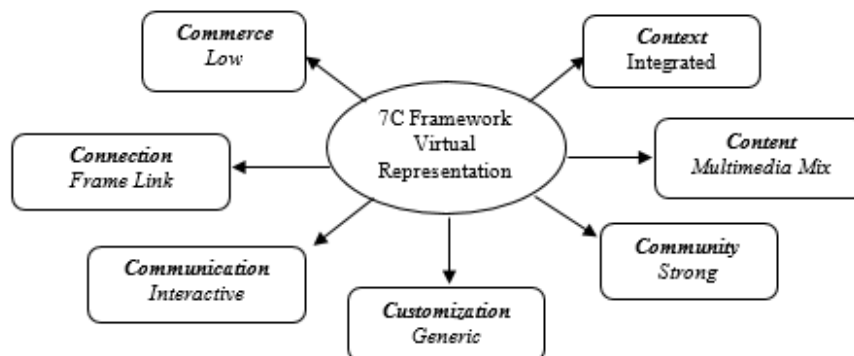 Commerce
Low
Context
Integrated
7C Framework
Virtual
Representation
Connection
Frame Link
Content
Multimedia Mix
Communication
Interactive
Community
Strong
Customization
Generic